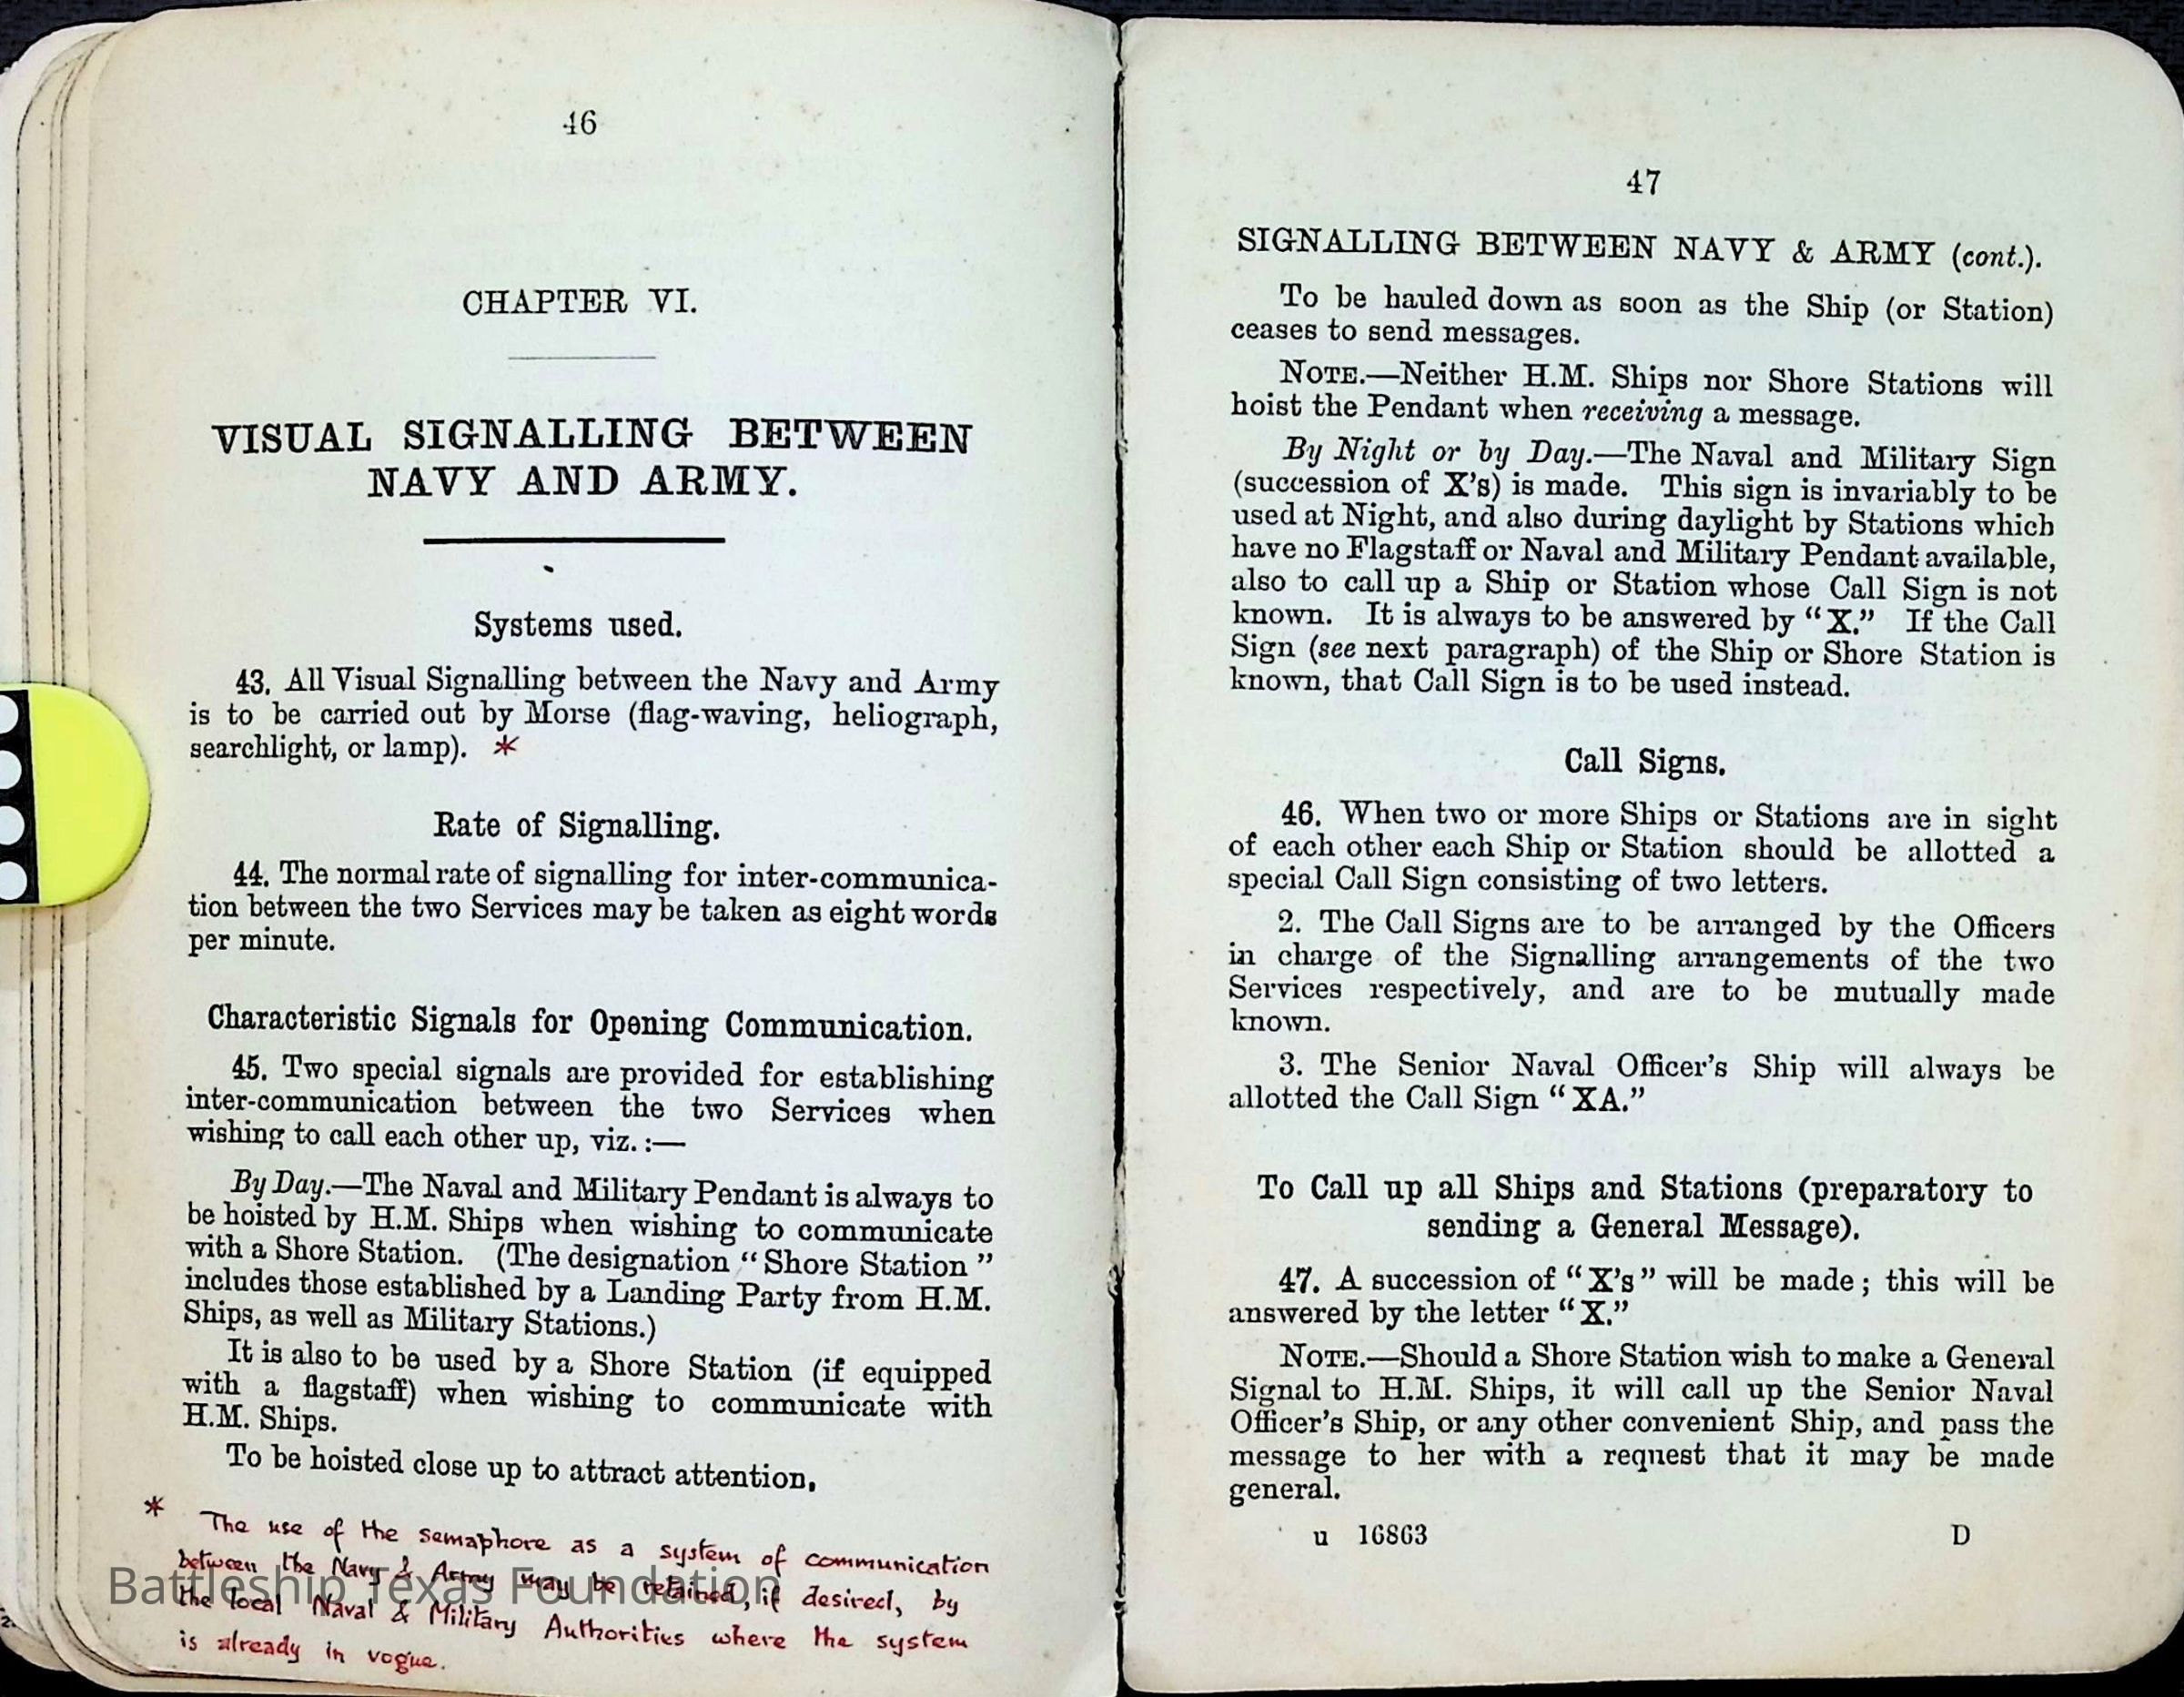 46
CHAPTER VI.
VISUAL SIGNALLING BETWEEN
NAVY AND ARMY.
Systems used.
43. All Visual Signalling between the Navy and Army
is to be carried out by Morse (flag-waving, heliograph,
searchlight, or lamp). *
Rate of Signalling.
44. The normal rate of signalling for inter-communica-
tion between the two Services may be taken as eight words
per minute.
Characteristic Signals for Opening Communication.
45. Two special signals are provided for establishing
inter-communication between the two Services when
wishing to call each other up, viz.:—
By Day.—The Naval and Military Pendant is always to
be hoisted by H.M. Ships when wishing to communicate
with a Shore Station. (The designation “Shore Station”
includes those established by a Landing Party from H.M.
Ships, as well as Military Stations.)
It is also to be used by a Shore Station (if equipped
with a flagstaff) when wishing to communicate with
H.M. Ships.
To be hoisted close up to attract attention.
* The use of the semaphore as a system of communication
between the Navy & Army may be retained, if desired, by
the local Naval & Military Authorities where the system
is already in vogue.
Battleship Texas Foundation
47
SIGNALLING BETWEEN NAVY & ARMY (cont.).
To be hauled down as soon as the Ship (or Station)
ceases to send messages.
NOTE.—Neither H.M. Ships nor Shore Stations will
hoist the Pendant when receiving a message.
By Night or by Day.—The Naval and Military Sign
(succession of X's) is made. This sign is invariably to be
used at Night, and also during daylight by Stations which
have no Flagstaff or Naval and Military Pendant available,
also to call up a Ship or Station whose Call Sign is not
known. It is always to be answered by “X.” If the Call
Sign (see next paragraph) of the Ship or Shore Station is
known, that Call Sign is to be used instead.
Call Signs.
46. When two or more Ships or Stations are in sight
of each other each Ship or Station should be allotted a
special Call Sign consisting of two letters.
2. The Call Signs are to be arranged by the Officers
in charge of the Signalling arrangements of the two
Services respectively, and are to be mutually made
known.
3. The Senior Naval Officer's Ship will always be
allotted the Call Sign “XA.”
To Call up all Ships and Stations (preparatory to
sending a General Message).
47. A succession of “X's” will be made; this will be
answered by the letter “X.”
NOTE.—Should a Shore Station wish to make a General
Signal to H.M. Ships, it will call up the Senior Naval
Officer's Ship, or any other convenient Ship, and pass the
message to her with a request that it may be made
general.
u 16863 D